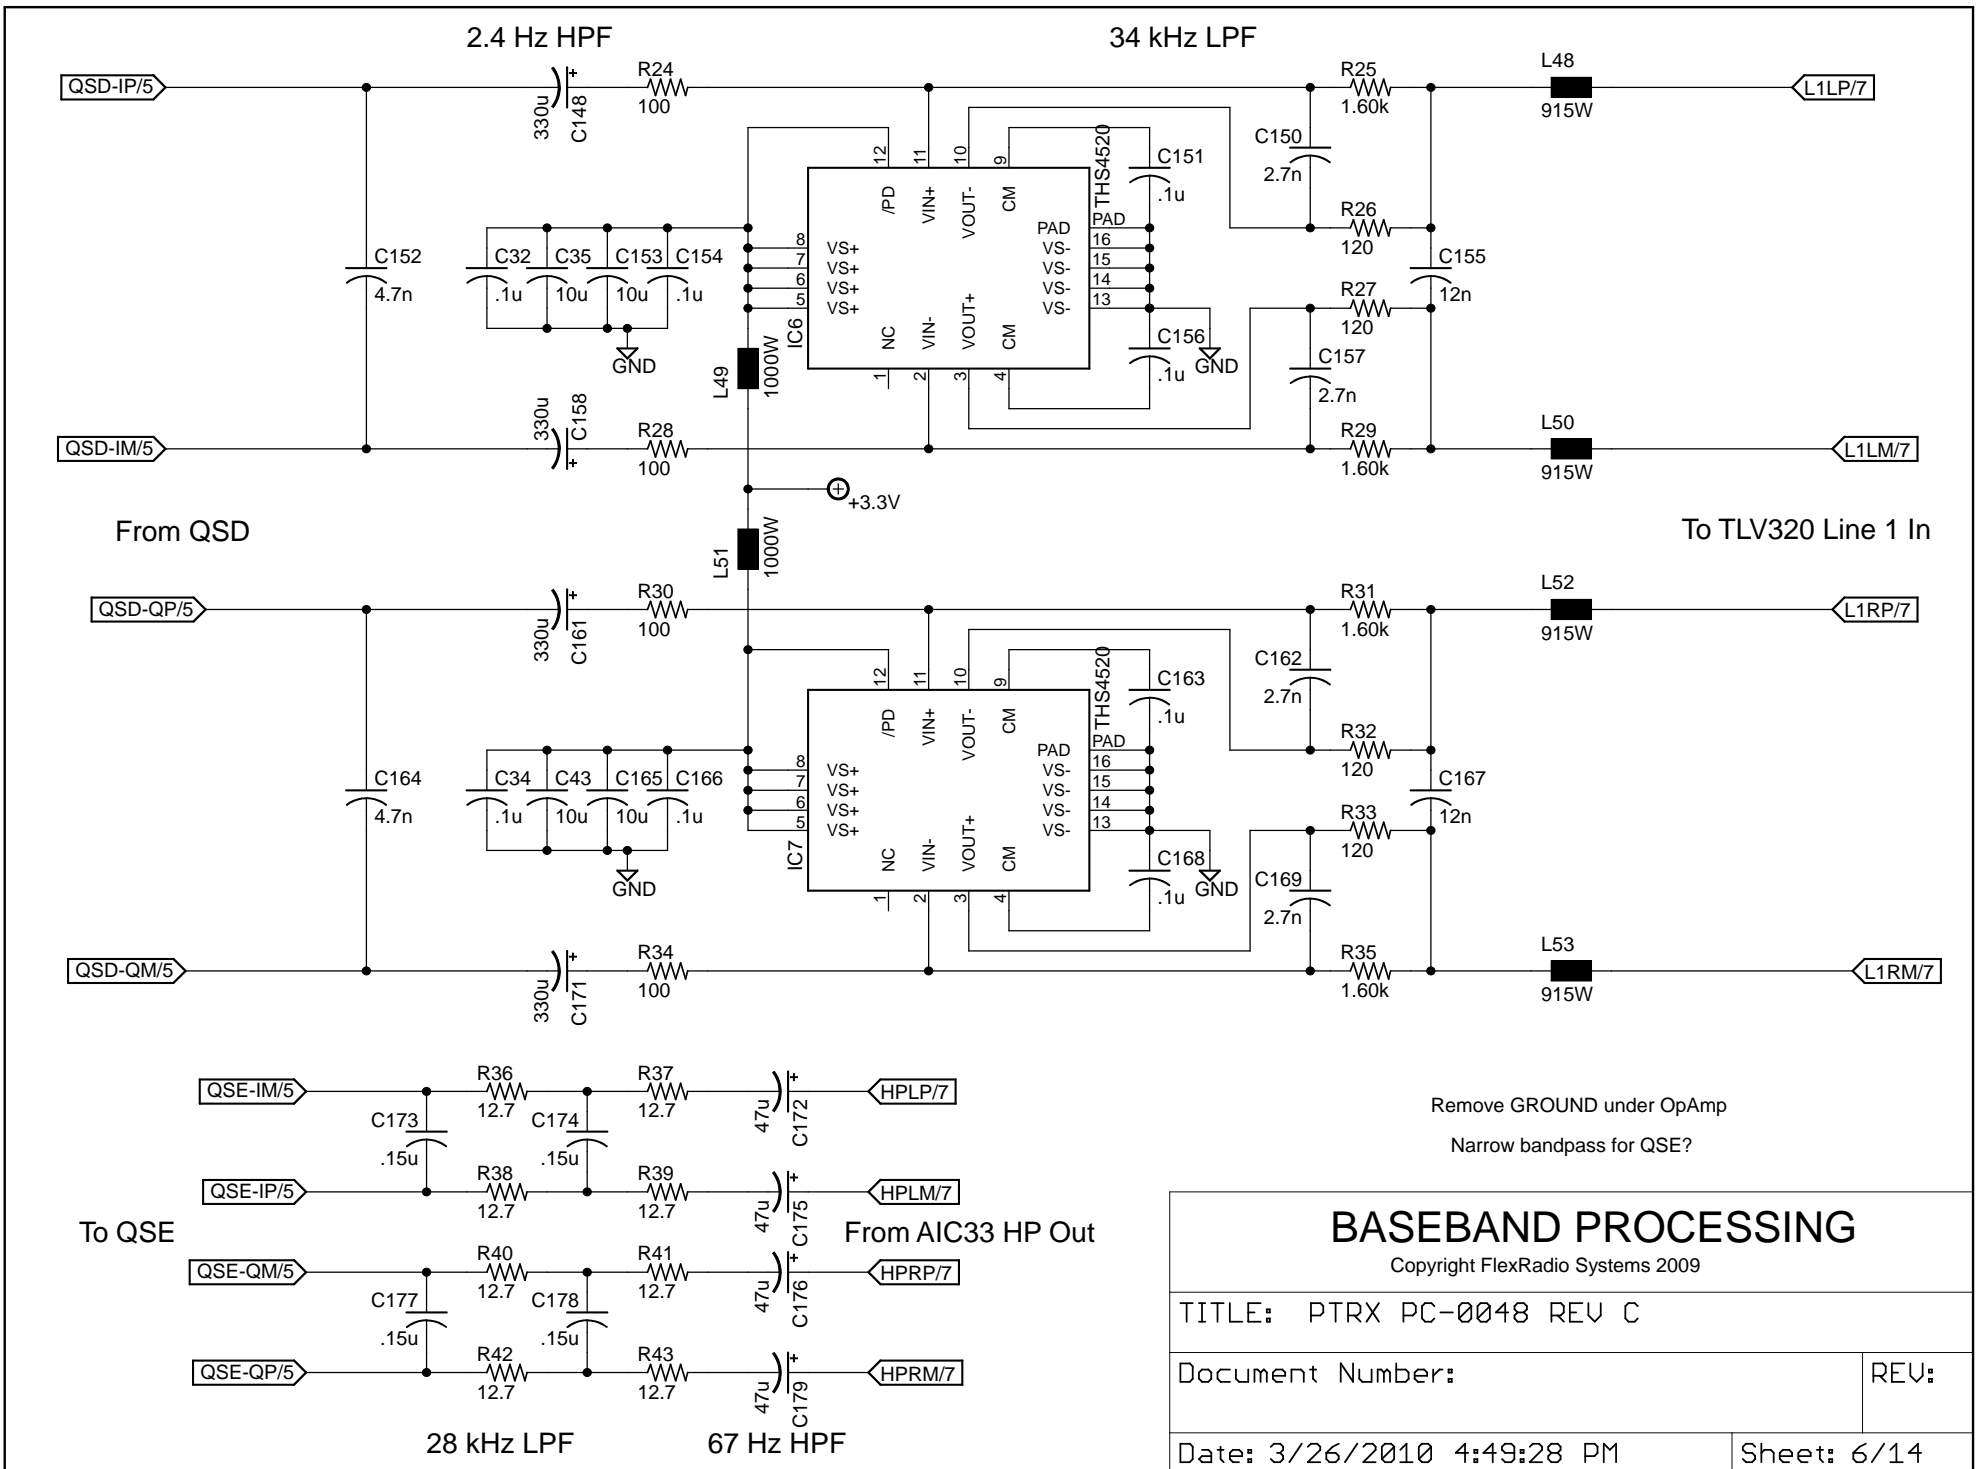 2.4 Hz HPF
34 kHz LPF
QSD-IP/5
330u
C148
+
R24
100
R25
1.60k
L48
915W
L1LP/7
C150
2.7n
12
11
10
9
THS4520
C151
.1u
/PD
VIN+
VOUT-
CM
PAD
PAD
R26
120
C152
4.7n
C32
.1u
C35
10u
C153
10u
C154
.1u
8
VS+
7
VS+
6
VS+
5
VS+
VS-
16
VS-
15
VS-
14
VS-
13
C155
12n
R27
120
GND
IC6
NC
VIN-
VOUT+
CM
1
2
3
4
C156
.1u
GND
C157
2.7n
L49
1000W
QSD-IM/5
330u
C158
+
R28
100
R29
1.60k
L50
915W
L1LM/7
+3.3V
From QSD
To TLV320 Line 1 In
L51
1000W
QSD-QP/5
330u
C161
+
R30
100
R31
1.60k
L52
915W
L1RP/7
C162
2.7n
12
11
10
9
THS4520
C163
.1u
/PD
VIN+
VOUT-
CM
PAD
PAD
R32
120
C164
4.7n
C34
.1u
C43
10u
C165
10u
C166
.1u
8
VS+
7
VS+
6
VS+
5
VS+
VS-
16
VS-
15
VS-
14
VS-
13
C167
12n
R33
120
GND
IC7
NC
VIN-
VOUT+
CM
1
2
3
4
C168
.1u
GND
C169
2.7n
QSD-QM/5
330u
C171
+
R34
100
R35
1.60k
L53
915W
L1RM/7
QSE-IM/5
R36
12.7
R37
12.7
47u
C172
+
HPLP/7
C173
.15u
C174
.15u
QSE-IP/5
R38
12.7
R39
12.7
47u
C175
+
HPLM/7
To QSE
From AIC33 HP Out
QSE-QM/5
R40
12.7
R41
12.7
47u
C176
+
HPRP/7
C177
.15u
C178
.15u
QSE-QP/5
R42
12.7
R43
12.7
47u
C179
+
HPRM/7
28 kHz LPF
67 Hz HPF
Remove GROUND under OpAmp
Narrow bandpass for QSE?
BASEBAND PROCESSING
Copyright FlexRadio Systems 2009
TITLE: PTRX PC-0048 REV C
Document Number:
REV:
Date: 3/26/2010 4:49:28 PM
Sheet: 6/14